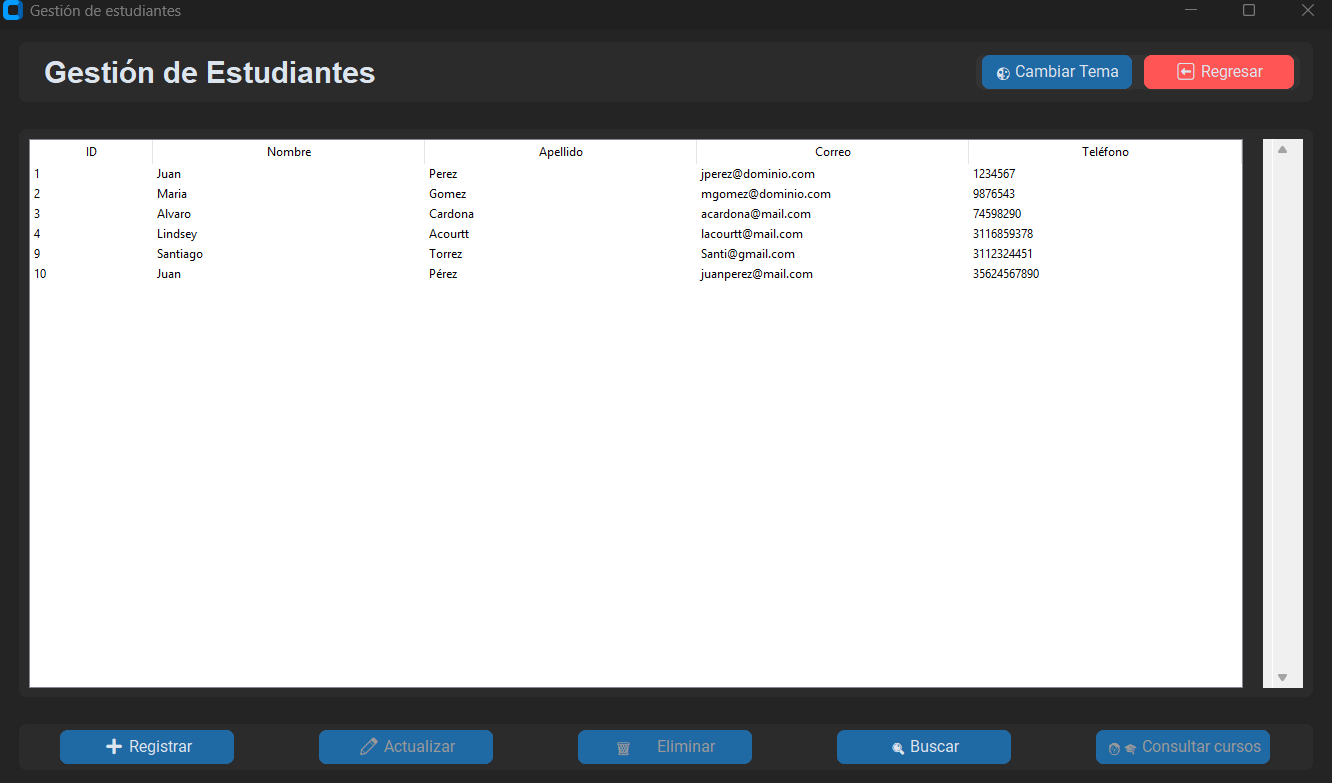 Gestión de estudiantes
Gestión de Estudiantes
Cambiar Tema
Regresar
ID Nombre Apellido Correo Teléfono
1 Juan Perez jperez@dominio.com 1234567
2 Maria Gomez mgomez@dominio.com 9876543
3 Alvaro Cardona acardona@mail.com 74598290
4 Lindsey Acourtt lacourtt@mail.com 3116859378
9 Santiago Torrez Santi@gmail.com 3112324451
10 Juan Pérez juanperez@mail.com 35624567890
Registrar Actualizar Eliminar Buscar Consultar cursos